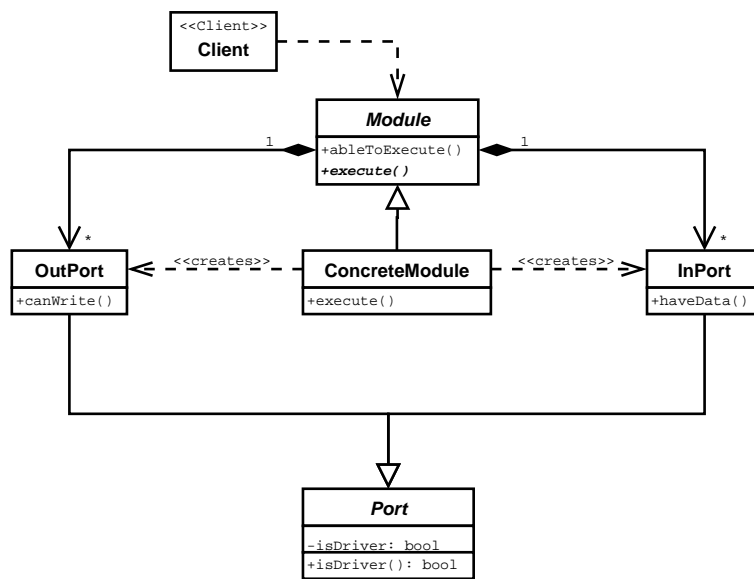 <<Client>>
Client
Module
+ableToExecute()
+execute()
1
1
*
*
OutPort
+canWrite()
<<creates>>
ConcreteModule
+execute()
<<creates>>
InPort
+haveData()
Port
-isDriver: bool
+isDriver(): bool